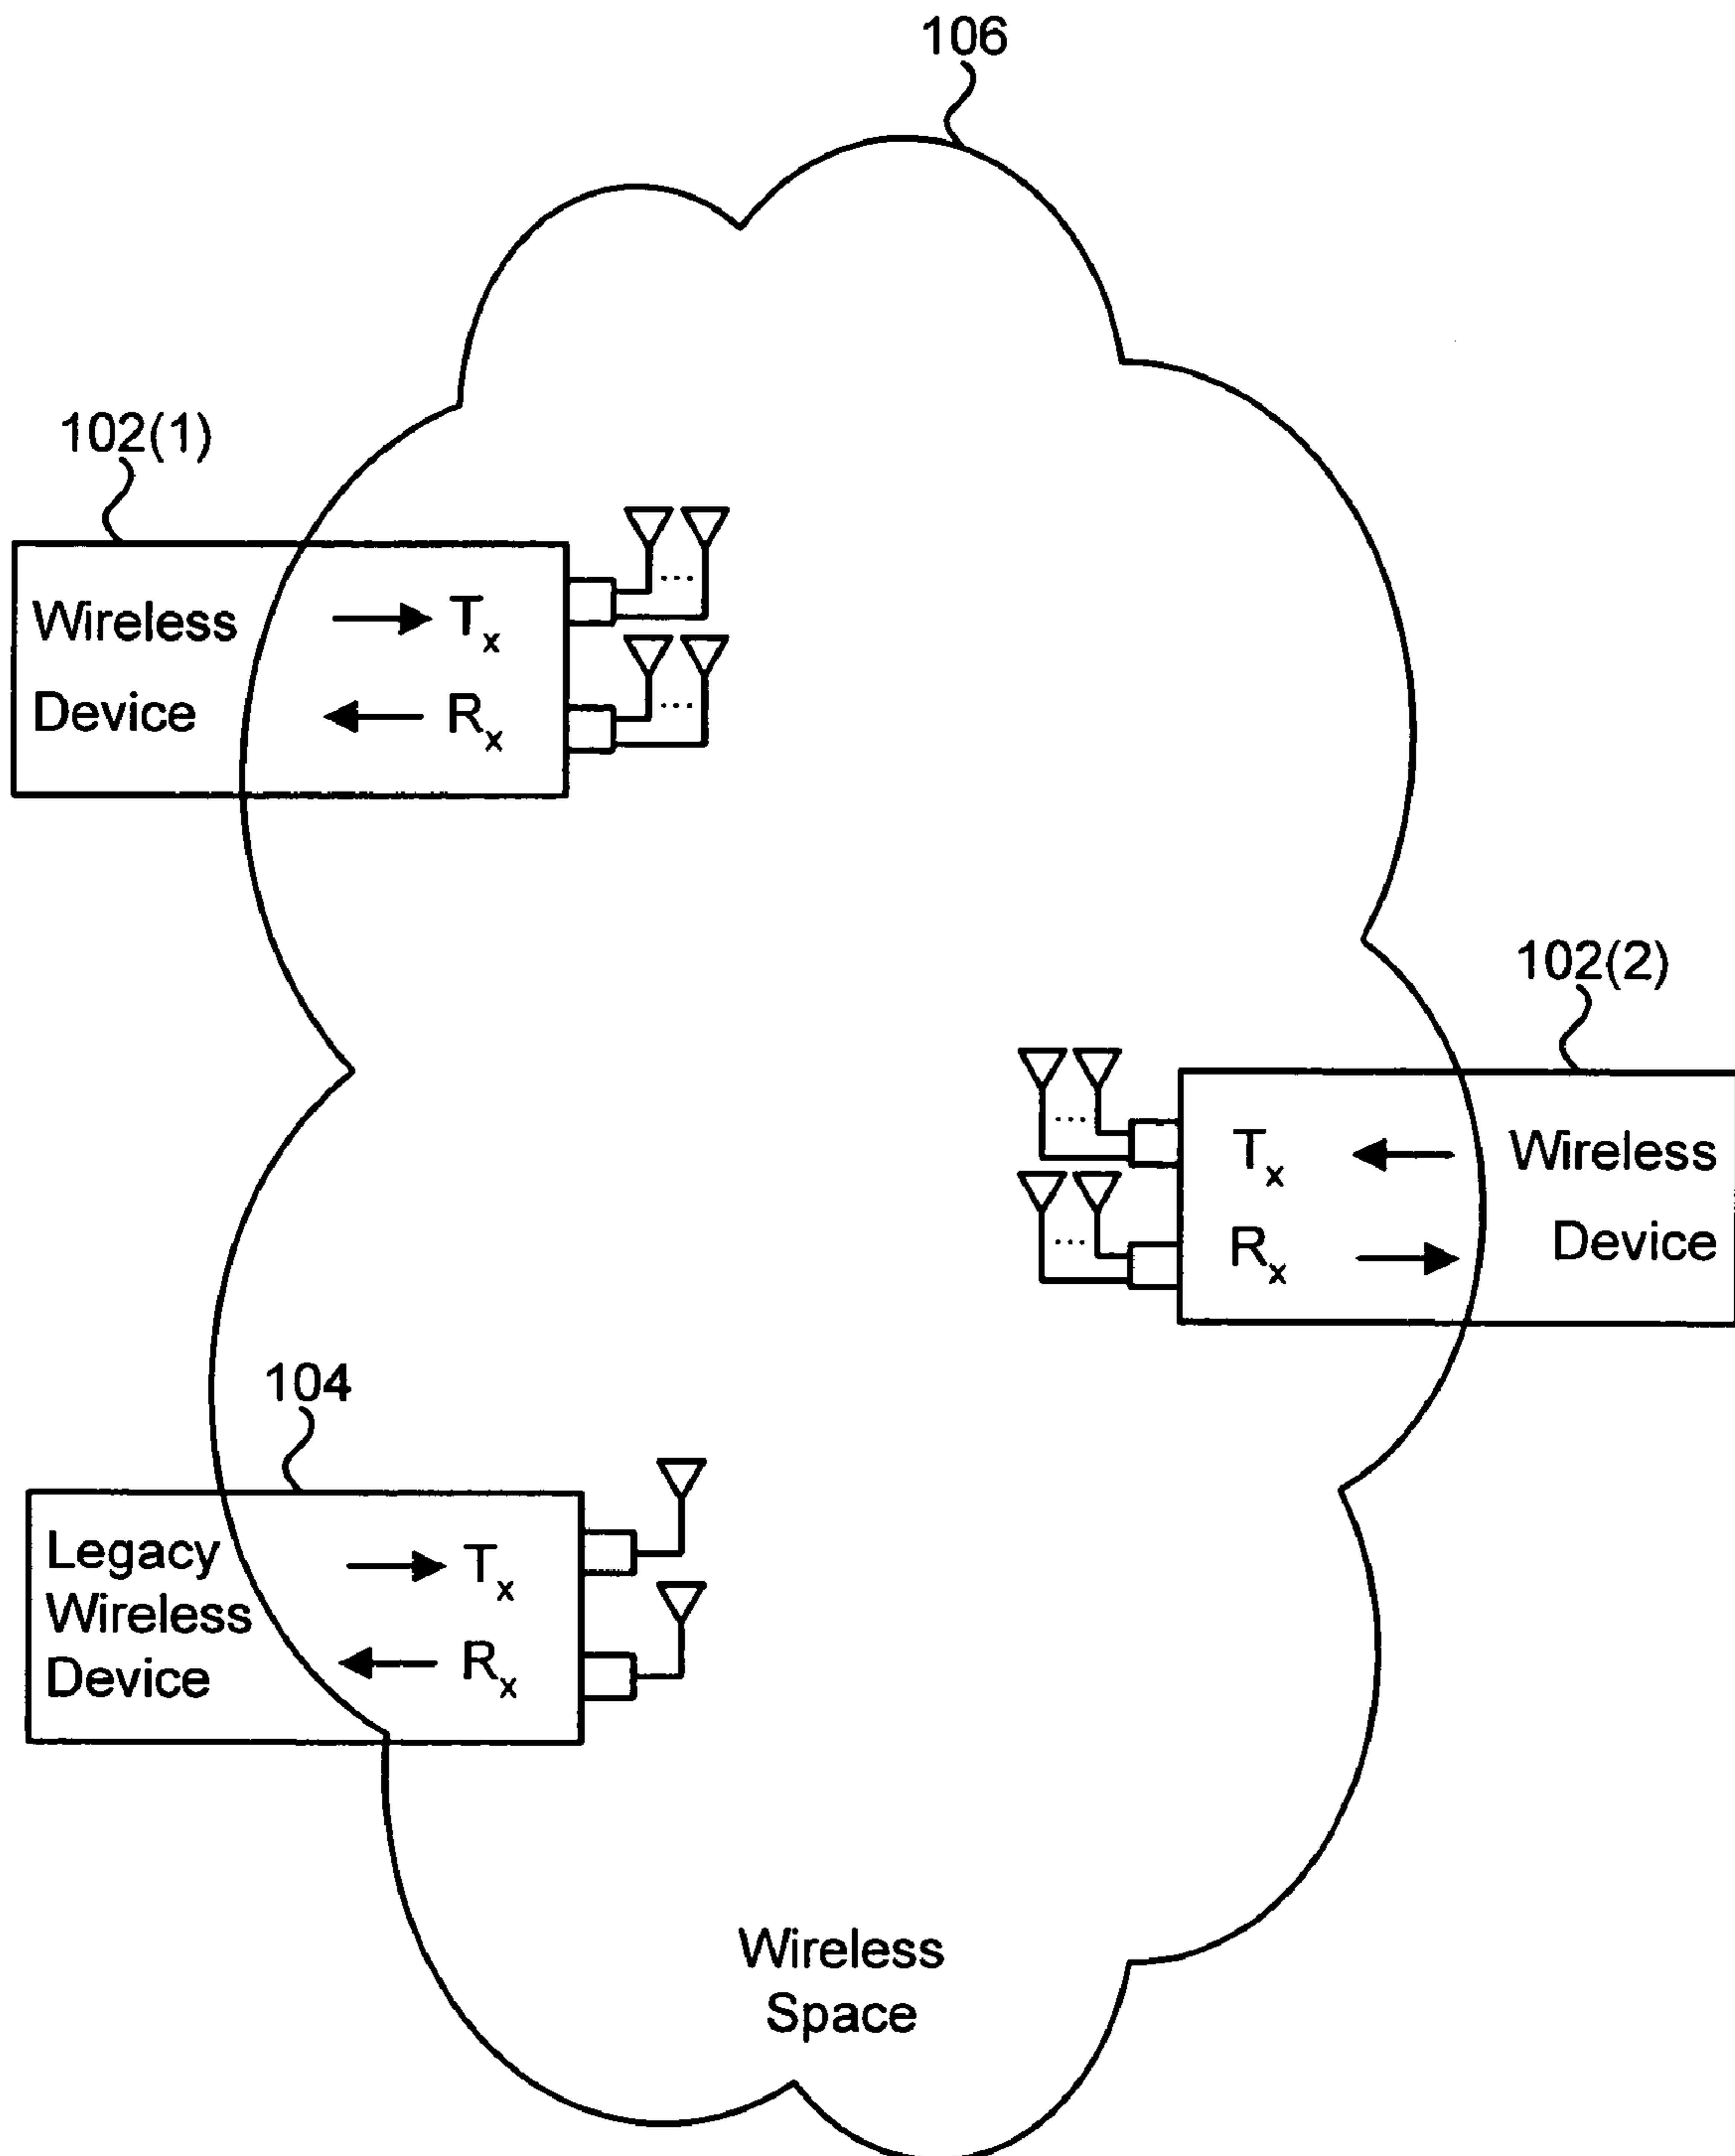 106
102(1)
Wireless
Device
Tx
Rx
...
...
102(2)
...
...
Tx
Rx
Wireless
Device
104
Legacy
Wireless
Device
Tx
Rx
Wireless
Space